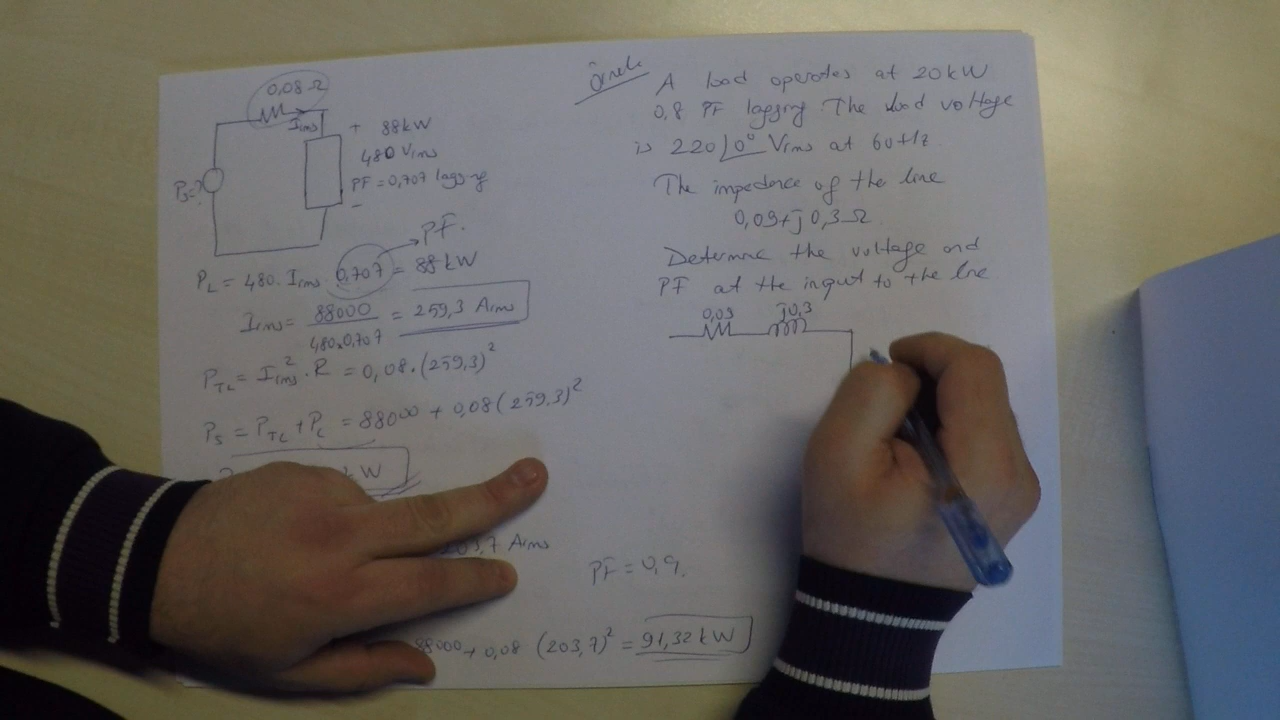 0,08 Ω
Irms
+ 88kW
480 Vrms
PF = 0,707 lagging
-
Ps=?
PF.
PL = 480. Irms. 0,707 = 88 kW
Irms = 88000 / 480x0,707 = 259,3 Arms
PTL = Irms². R = 0,08. (259,3)²
Ps = PTL + PL = 88000 + 0,08 (259,3)²
kW
203,7 Arms
PF = 0,9.
88000 + 0,08 (203,7)² = 91,32 kW
Örnek
A load operates at 20kW
0,8 PF lagging. The load voltage
is 220 ∠0° Vrms at 60Hz.
The impedence of the line
0,09+j0,3 Ω
Determine the voltage and
PF at the input to the line
0,09
j0,3